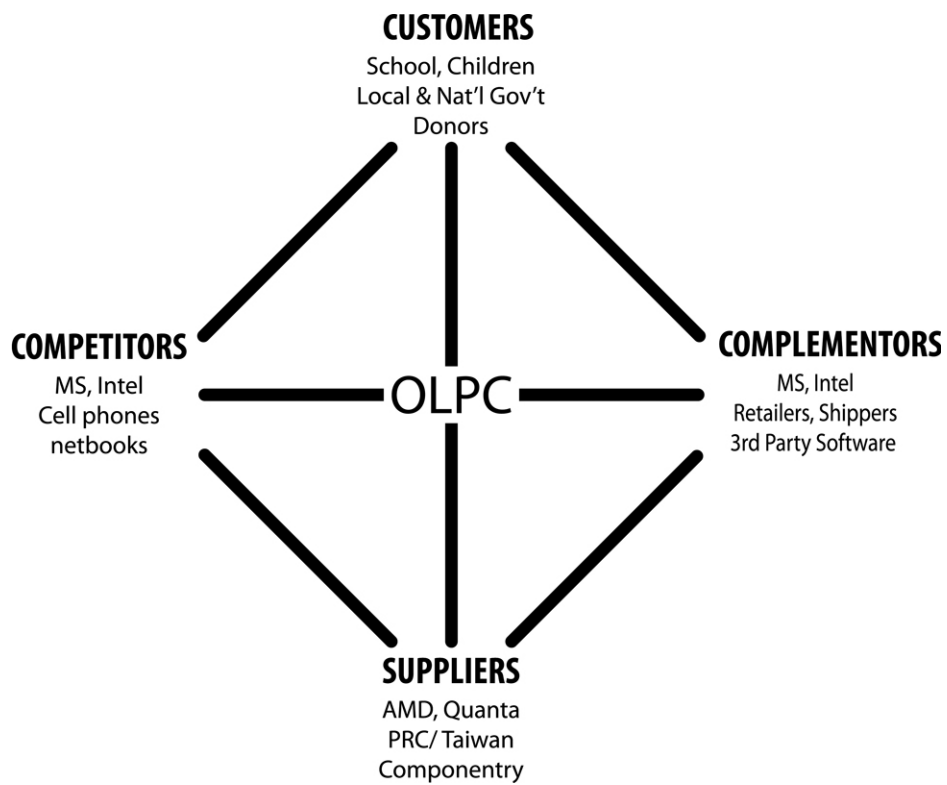 CUSTOMERS
School, Children
Local & Nat'l Gov't
Donors
COMPETITORS
MS, Intel
Cell phones
netbooks
OLPC
COMPLEMENTORS
MS, Intel
Retailers, Shippers
3rd Party Software
SUPPLIERS
AMD, Quanta
PRC/ Taiwan
Componentry